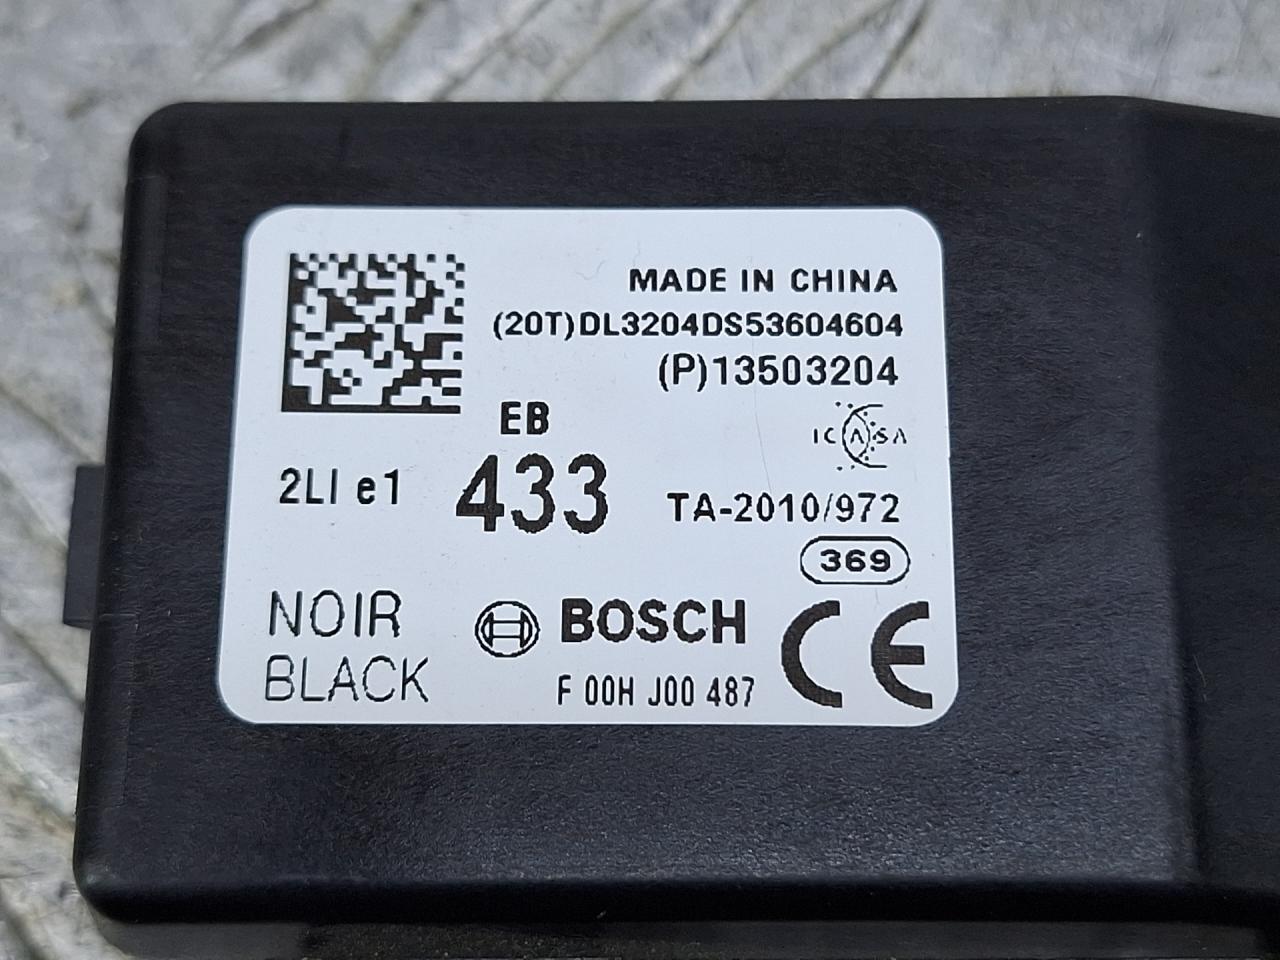 MADE IN CHINA
(20T)DL3204DS53604604
(P)13503204
EB
ICASA
2LI e1
433
TA-2010/972
369
NOIR
BLACK
BOSCH
CE
F 00H J00 487